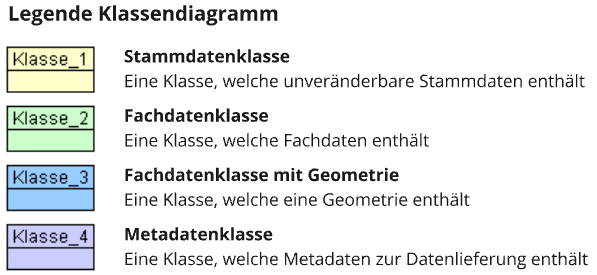 Legende Klassendiagramm
Klasse_1
Stammdatenklasse
Eine Klasse, welche unveränderbare Stammdaten enthält
Klasse_2
Fachdatenklasse
Eine Klasse, welche Fachdaten enthält
Klasse_3
Fachdatenklasse mit Geometrie
Eine Klasse, welche eine Geometrie enthält
Klasse_4
Metadatenklasse
Eine Klasse, welche Metadaten zur Datenlieferung enthält